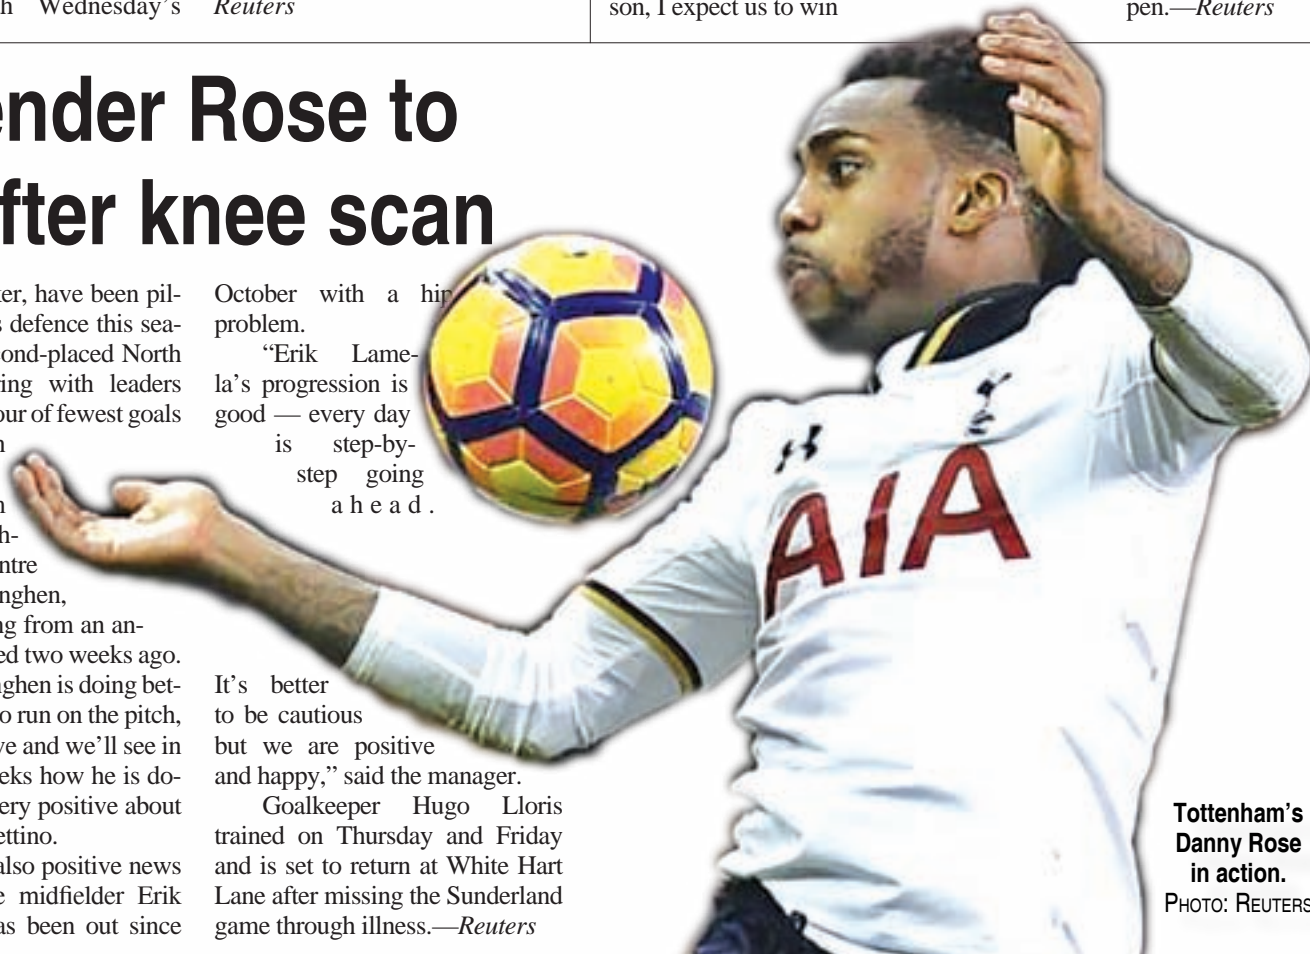 h Wednesday's
Reuters
son, I expect us to win
pen.—Reuters
ender Rose to
fter knee scan
ker, have been pil-
s defence this sea-
ond-placed North
ring with leaders
our of fewest goals
n
n
h-
ntre
nghen,
ng from an an-
ed two weeks ago.
nghen is doing bet-
o run on the pitch,
ve and we'll see in
eeks how he is do-
ery positive about
ettino.
also positive news
e midfielder Erik
as been out since
October with a hip
problem.
“Erik Lame-
la's progression is
good — every day
is step-by-
step going
ahead.
It's better
to be cautious
but we are positive
and happy,” said the manager.
Goalkeeper Hugo Lloris
trained on Thursday and Friday
and is set to return at White Hart
Lane after missing the Sunderland
game through illness.—Reuters
AIA
Tottenham's
Danny Rose
in action.
PHOTO: REUTERS